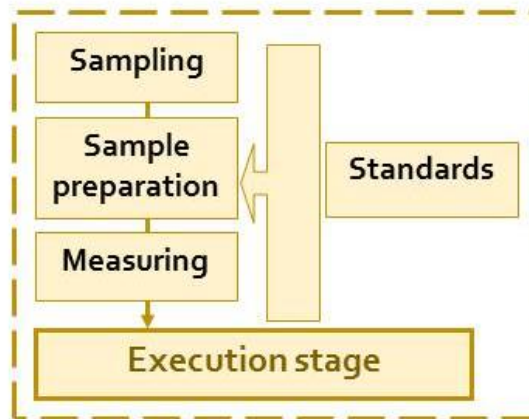 Sampling
Sample
preparation
Standards
Measuring
Execution stage